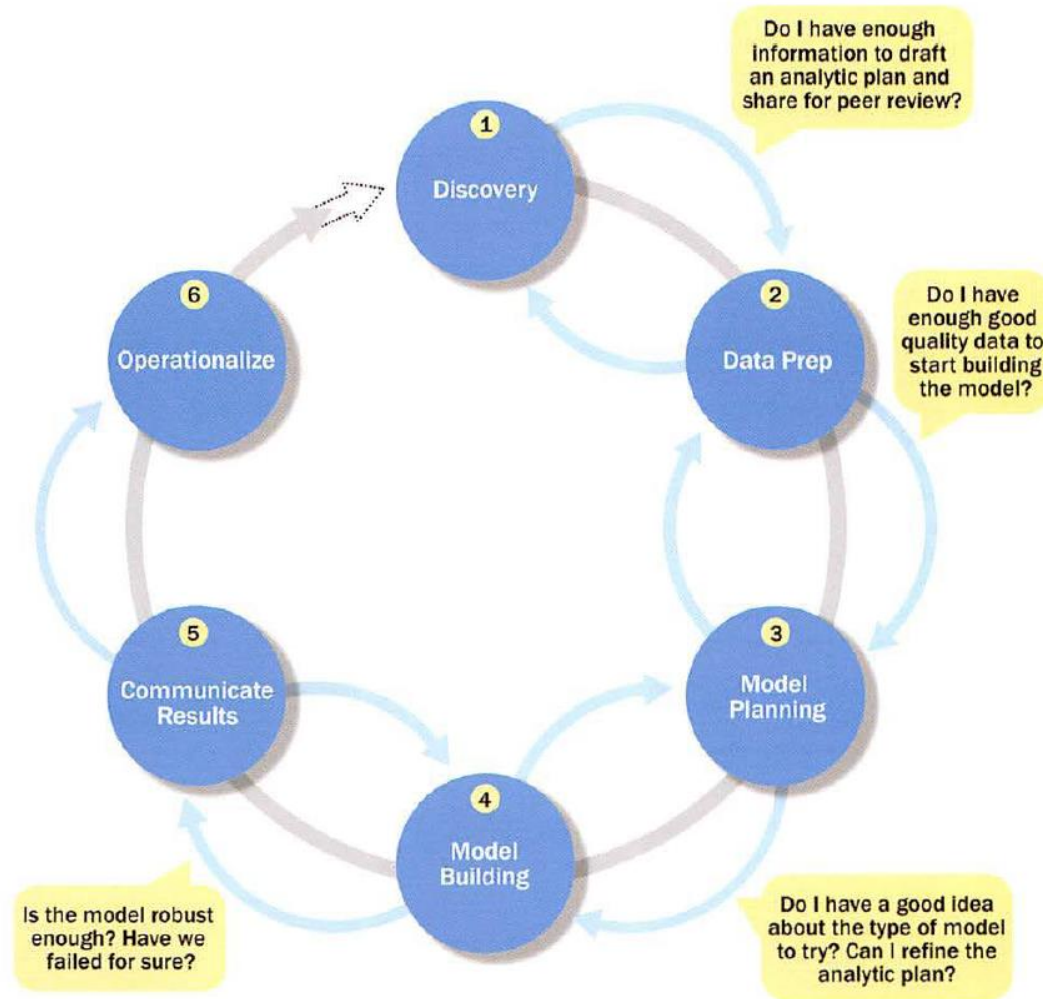 Do I have enough
information to draft
an analytic plan and
share for peer review?
1
Discovery
2
Data Prep
Do I have
enough good
quality data to
start building
the model?
3
Model
Planning
Do I have a good idea
about the type of model
to try? Can I refine the
analytic plan?
4
Model
Building
Is the model robust
enough? Have we
failed for sure?
5
Communicate
Results
6
Operationalize